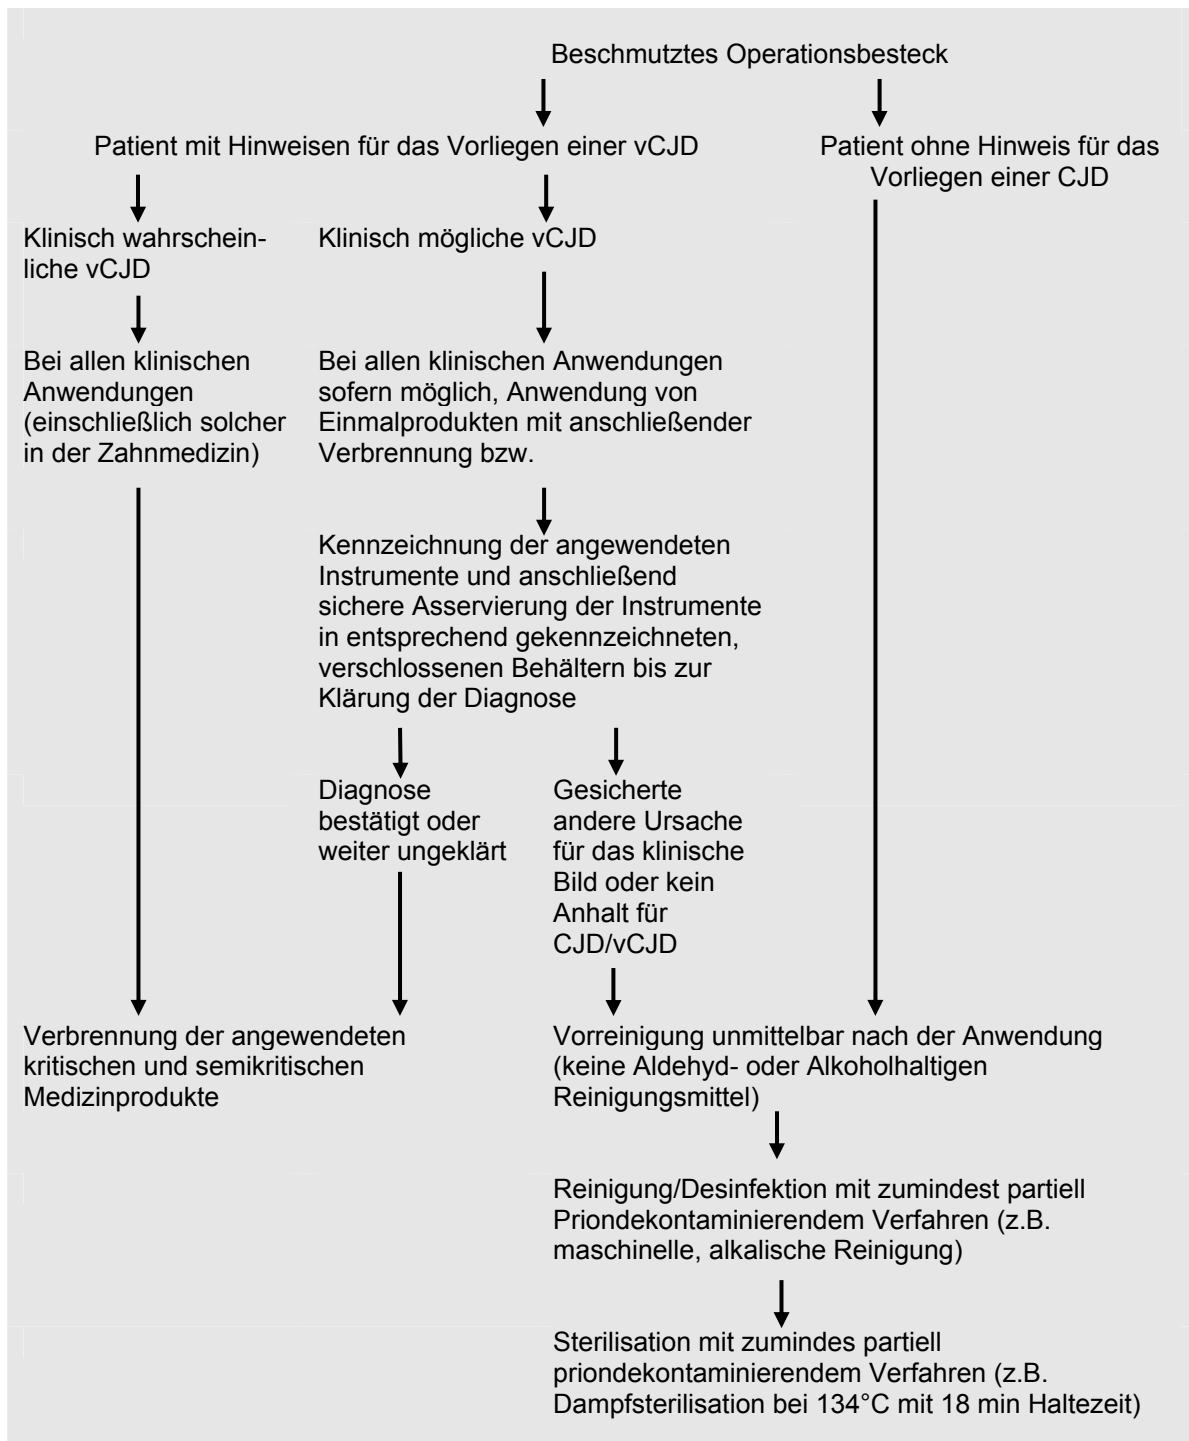 Beschmutztes Operationsbesteck
Patient mit Hinweisen für das Vorliegen einer vCJD
Patient ohne Hinweis für das
Vorliegen einer CJD
Klinisch wahrschein-
liche vCJD
Klinisch mögliche vCJD
Bei allen klinischen
Anwendungen
(einschließlich solcher
in der Zahnmedizin)
Bei allen klinischen Anwendungen
sofern möglich, Anwendung von
Einmalprodukten mit anschließender
Verbrennung bzw.
Kennzeichnung der angewendeten
Instrumente und anschließend
sichere Asservierung der Instrumente
in entsprechend gekennzeichneten,
verschlossenen Behältern bis zur
Klärung der Diagnose
Diagnose
bestätigt oder
weiter ungeklärt
Gesicherte
andere Ursache
für das klinische
Bild oder kein
Anhalt für
CJD/vCJD
Verbrennung der angewendeten
kritischen und semikritischen
Medizinprodukte
Vorreinigung unmittelbar nach der Anwendung
(keine Aldehyd- oder Alkoholhaltigen
Reinigungsmittel)
Reinigung/Desinfektion mit zumindest partiell
Priondekontaminierendem Verfahren (z.B.
maschinelle, alkalische Reinigung)
Sterilisation mit zumindes partiell
priondekontaminierendem Verfahren (z.B.
Dampfsterilisation bei 134°C mit 18 min Haltezeit)